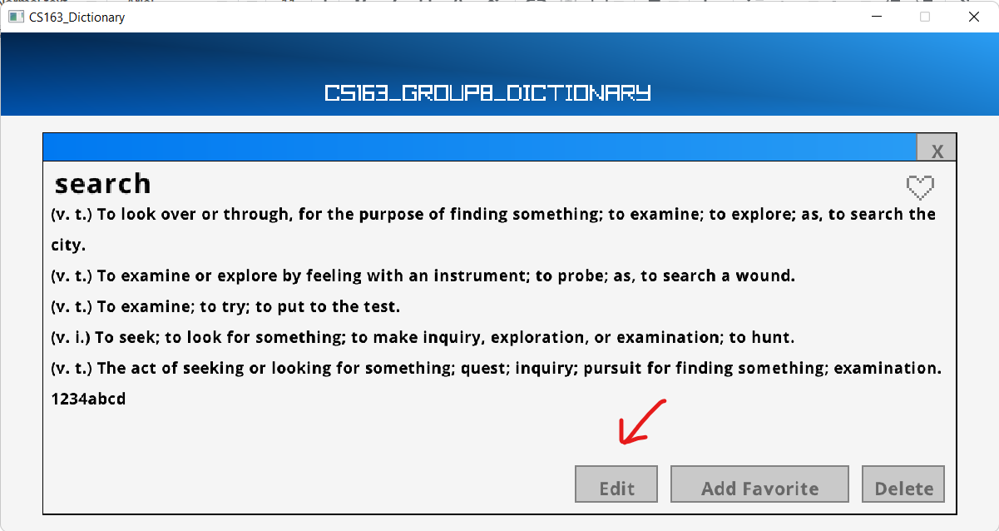 CS163_Dictionary
CS163_GROUP8_DICTIONARY
X
search
(v. t.) To look over or through, for the purpose of finding something; to examine; to explore; as, to search the
city.
(v. t.) To examine or explore by feeling with an instrument; to probe; as, to search a wound.
(v. t.) To examine; to try; to put to the test.
(v. i.) To seek; to look for something; to make inquiry, exploration, or examination; to hunt.
(v. t.) The act of seeking or looking for something; quest; inquiry; pursuit for finding something; examination.
1234abcd
Edit Add Favorite Delete